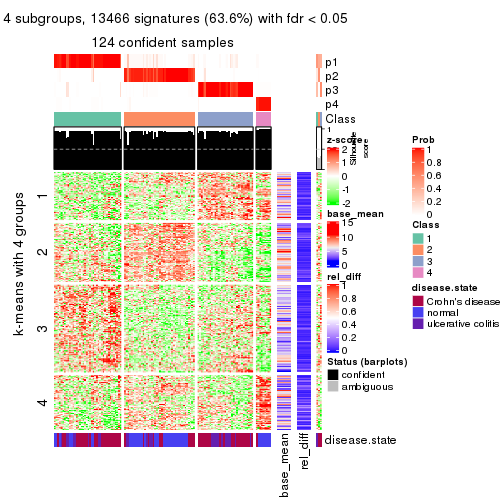 4 subgroups, 13466 signatures (63.6%) with fdr < 0.05
124 confident samples
p1
p2
p3
p4
Class
1
Silhouette score
k-means with 4 groups
1
2
3
4
base_mean
rel_diff
disease.state
z-score
2
1
0
-1
-2
base_mean
15
10
5
0
rel_diff
1
0.8
0.6
0.4
0.2
0
Status (barplots)
confident
ambiguous
Prob
1
0.8
0.6
0.4
0.2
0
Class
1
2
3
4
disease.state
Crohn's disease
normal
ulcerative colitis